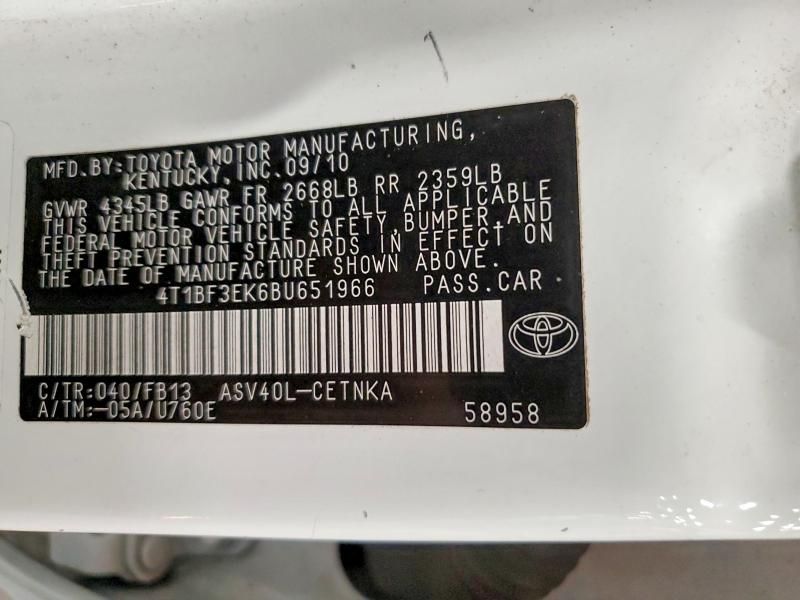 MFD.BY:TOYOTA MOTOR MANUFACTURING,
KENTUCKY, INC.09/10
GVWR 4345LB GAWR FR 2668LB RR 2359LB
THIS VEHICLE CONFORMS TO ALL APPLICABLE
FEDERAL MOTOR VEHICLE SAFETY,BUMPER,AND
THEFT PREVENTION STANDARDS IN EFFECT ON
THE DATE OF MANUFACTURE SHOWN ABOVE.
4T1BF3EK6BU651966 PASS.CAR
C/TR:040/FB13 ASV40L-CETNKA
A/TM:-05A/U760E 58958